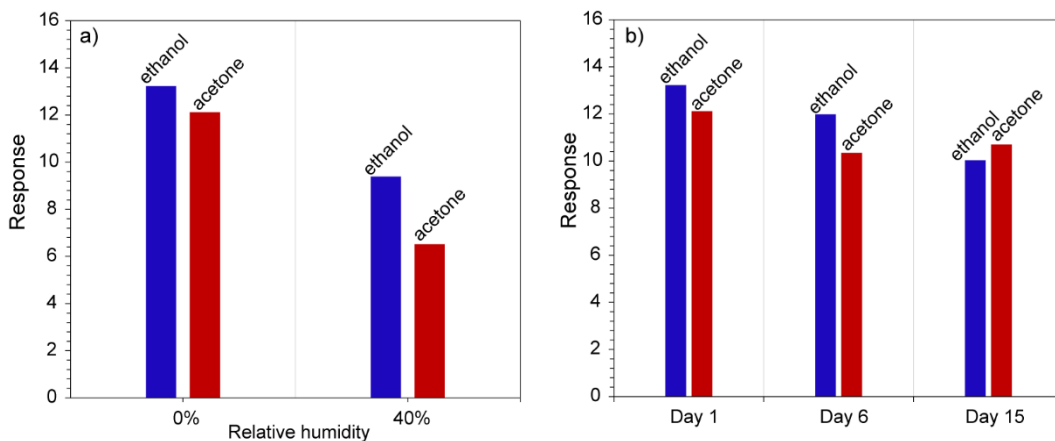 a)
Response
16
14
12
10
8
6
4
2
0
ethanol
acetone
ethanol
acetone
0%
40%
Relative humidity
b)
Response
16
14
12
10
8
6
4
2
0
ethanol
acetone
ethanol
acetone
ethanol
acetone
Day 1
Day 6
Day 15